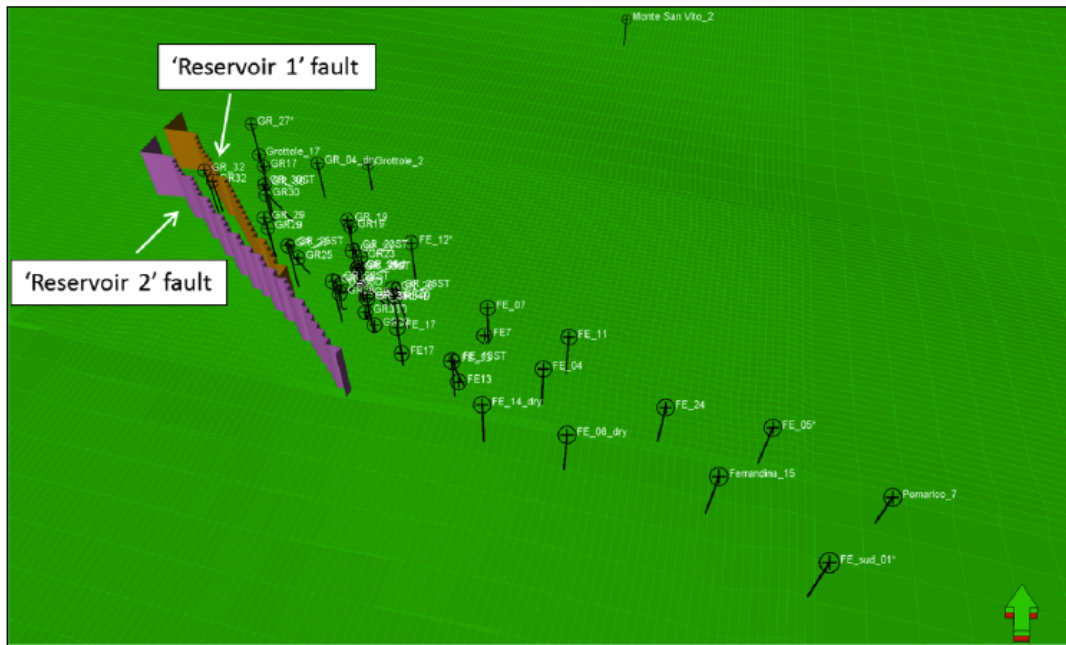 Monte San Vito_2
'Reservoir 1' fault
GR_27*
Grottole_17
GR17
GR_04_dry
Grottole_2
GR_32
GR32
GR30
GR_19
GR19
GR_29
GR29
FE_12*
GR23
GR25
'Reservoir 2' fault
FE_07
FE_17
FE7
FE_11
FE17
FE_04
FE13
FE_14_dry
FE_24
FE_05*
FE_08_dry
Ferrandina_15
Pomarico_7
FE_sud_01*